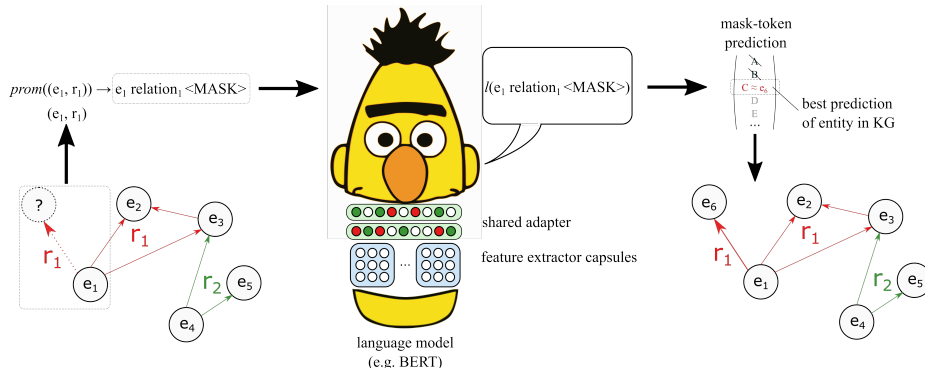 prom((e₁, r₁)) → e₁ relation₁ <MASK>
(e₁, r₁)
?
e₂
e₃
r₁
r₁
e₁
r₂
e₅
e₄
l(e₁ relation₁ <MASK>)
shared adapter
feature extractor capsules
...
language model
(e.g. BERT)
mask-token
prediction
A
B
C ≈ e₆
D
E
...
best prediction
of entity in KG
e₆
e₂
e₃
r₁
r₁
e₁
r₂
e₅
e₄